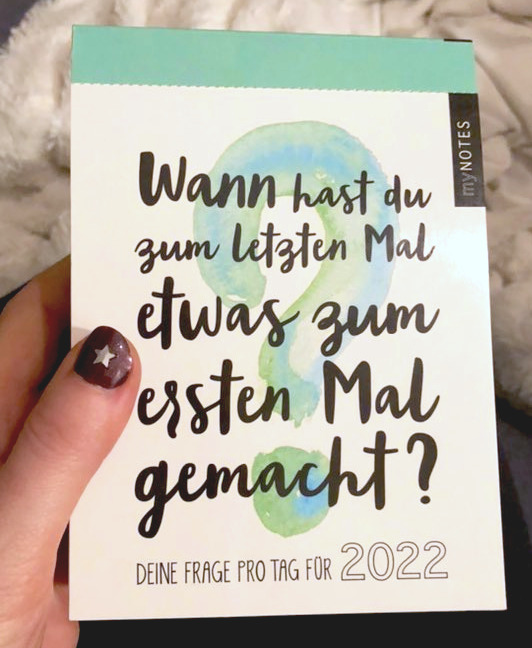 myNOTES
Wann hast du
zum letzten Mal
etwas zum
ersten Mal
gemacht?
DEINE FRAGE PRO TAG FÜR 2022